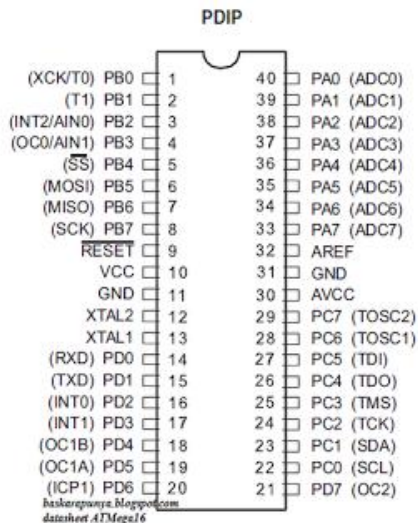 PDIP
(XCK/T0) PB0 1 40 PA0 (ADC0)
(T1) PB1 2 39 PA1 (ADC1)
(INT2/AIN0) PB2 3 38 PA2 (ADC2)
(OC0/AIN1) PB3 4 37 PA3 (ADC3)
(SS) PB4 5 36 PA4 (ADC4)
(MOSI) PB5 6 35 PA5 (ADC5)
(MISO) PB6 7 34 PA6 (ADC6)
(SCK) PB7 8 33 PA7 (ADC7)
RESET 9 32 AREF
VCC 10 31 GND
GND 11 30 AVCC
XTAL2 12 29 PC7 (TOSC2)
XTAL1 13 28 PC6 (TOSC1)
(RXD) PD0 14 27 PC5 (TDI)
(TXD) PD1 15 26 PC4 (TDO)
(INT0) PD2 16 25 PC3 (TMS)
(INT1) PD3 17 24 PC2 (TCK)
(OC1B) PD4 18 23 PC1 (SDA)
(OC1A) PD5 19 22 PC0 (SCL)
(ICP1) PD6 20 21 PD7 (OC2)
baskarapunya.blogspot.com
datasheet ATMega16